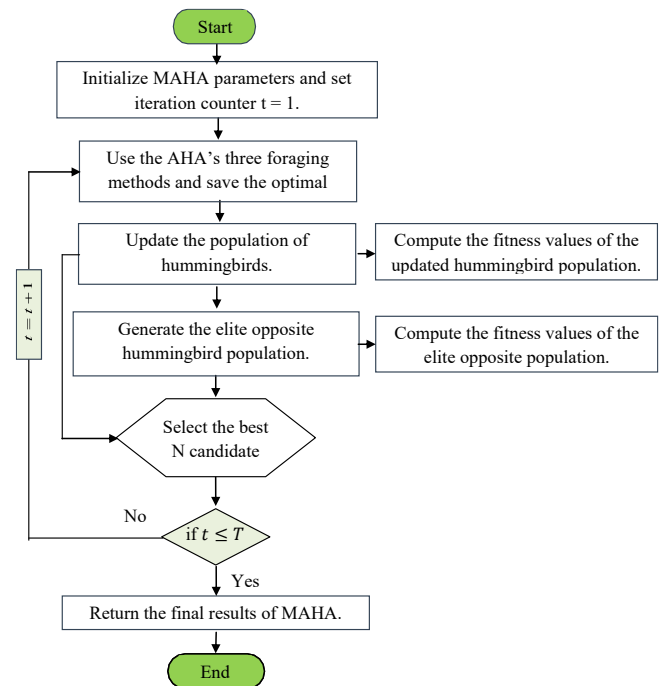 Start
Initialize MAHA parameters and set
iteration counter t = 1.
Use the AHA's three foraging
methods and save the optimal
Update the population of
hummingbirds.
Compute the fitness values of the
updated hummingbird population.
t = t + 1
Generate the elite opposite
hummingbird population.
Compute the fitness values of the
elite opposite population.
Select the best
N candidate
No
if t ≤ T
Yes
Return the final results of MAHA.
End